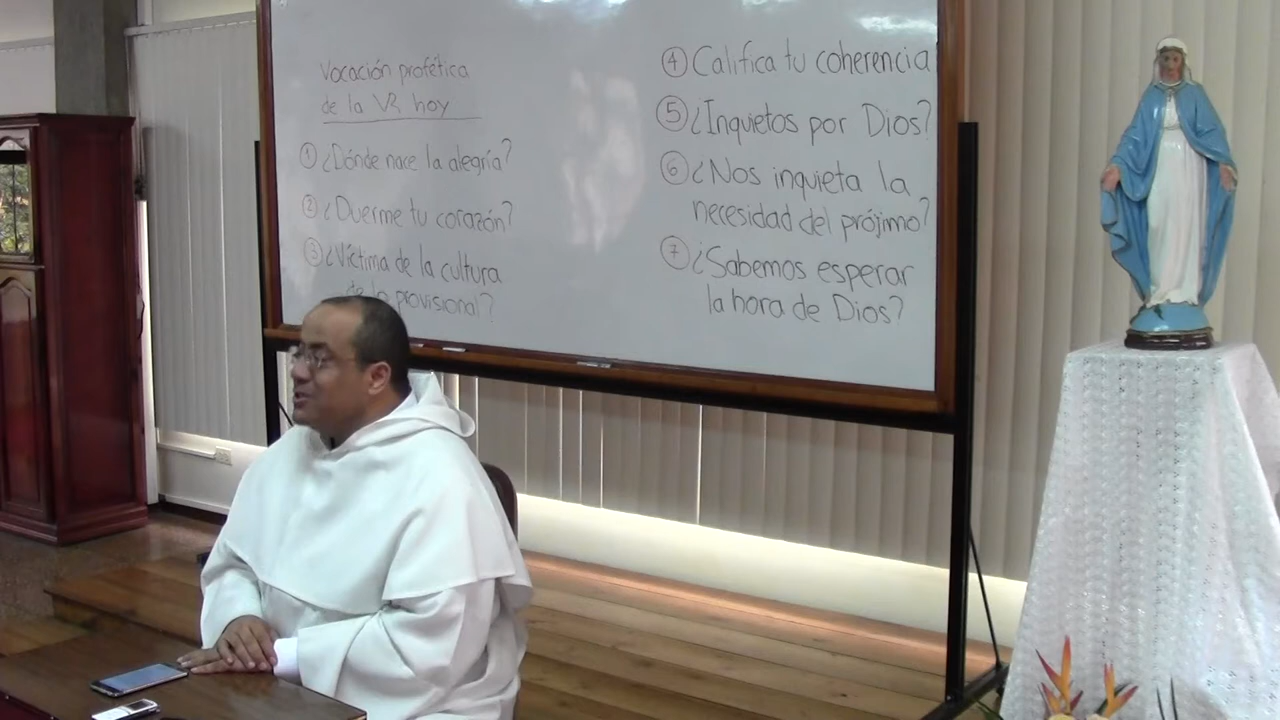 Vocación profética
de la VR hoy
① ¿Dónde nace la alegría?
② ¿Duerme tu corazón?
③ ¿Víctima de la cultura
de lo provisional?
④ Califica tu coherencia
⑤ ¿Inquietos por Dios?
⑥ ¿Nos inquieta la
necesidad del prójimo?
⑦ ¿Sabemos esperar
la hora de Dios?